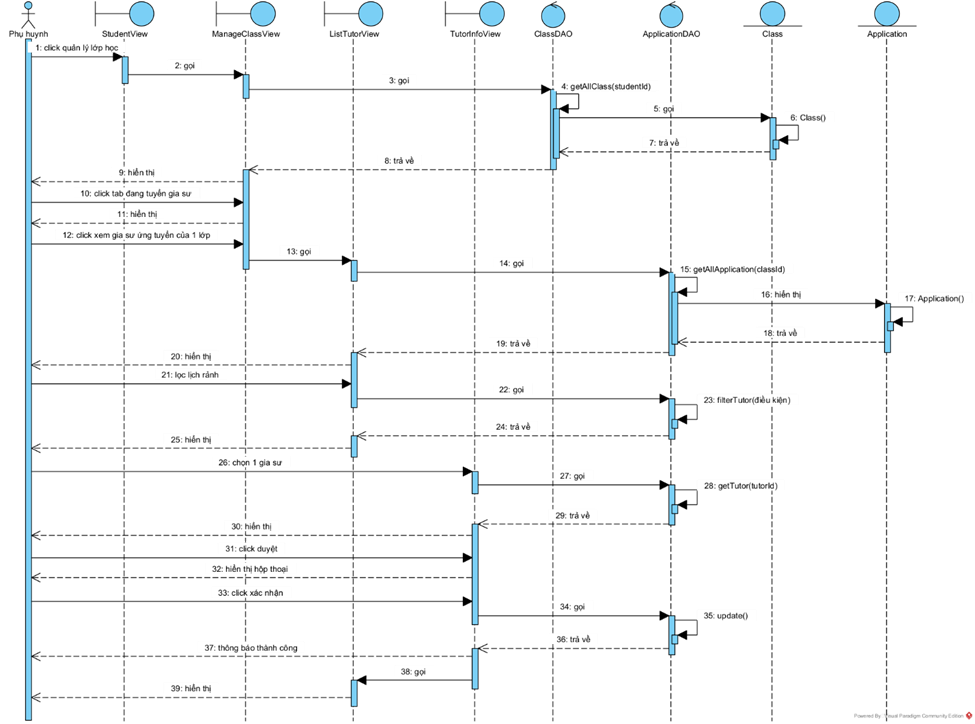 Phụ huynh
StudentView
ManageClassView
ListTutorView
TutorInfoView
ClassDAO
ApplicationDAO
Class
Application
1: click quản lý lớp học
2: gọi
3: gọi
4: getAllClass(studentId)
5: gọi
6: Class()
7: trả về
8: trả về
9: hiển thị
10: click tab đang tuyển gia sư
11: hiển thị
12: click xem gia sư ứng tuyển của 1 lớp
13: gọi
14: gọi
15: getAllApplication(classId)
16: hiển thị
17: Application()
18: trả về
19: trả về
20: hiển thị
21: lọc lịch rảnh
22: gọi
23: filterTutor(điều kiện)
24: trả về
25: hiển thị
26: chọn 1 gia sư
27: gọi
28: getTutor(tutorId)
29: trả về
30: hiển thị
31: click duyệt
32: hiển thị hộp thoại
33: click xác nhận
34: gọi
35: update()
36: trả về
37: thông báo thành công
38: gọi
39: hiển thị
Powered By: Visual Paradigm Community Edition